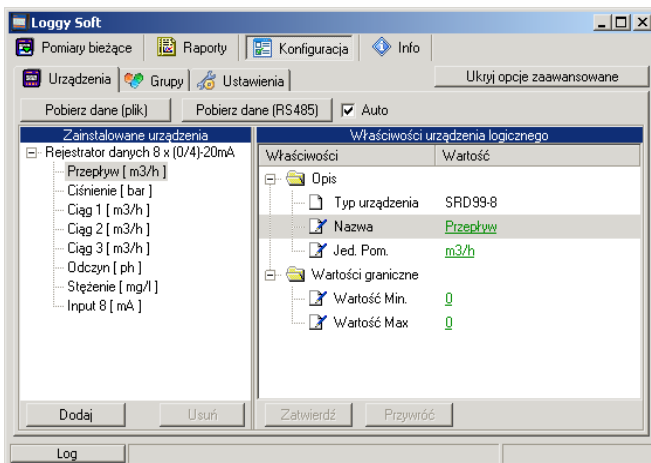 Loggy Soft
Pomiary bieżące Raporty Konfiguracja Info
Urządzenia Grupy Ustawienia Ukryj opcje zaawansowane
Pobierz dane (plik) Pobierz dane (RS485) Auto
Zainstalowane urządzenia
Rejestrator danych 8 x (0/4)-20mA
Przepływ [ m3/h ]
Ciśnienie [ bar ]
Ciąg 1 [ m3/h ]
Ciąg 2 [ m3/h ]
Ciąg 3 [ m3/h ]
Odczyn [ ph ]
Stężenie [ mg/l ]
Input 8 [ mA ]
Dodaj Usuń
Właściwości urządzenia logicznego
Właściwości Wartość
Opis
Typ urządzenia SRD99-8
Nazwa Przepływ
Jed. Pom. m3/h
Wartości graniczne
Wartość Min. 0
Wartość Max 0
Zatwierdź Przywróć
Log